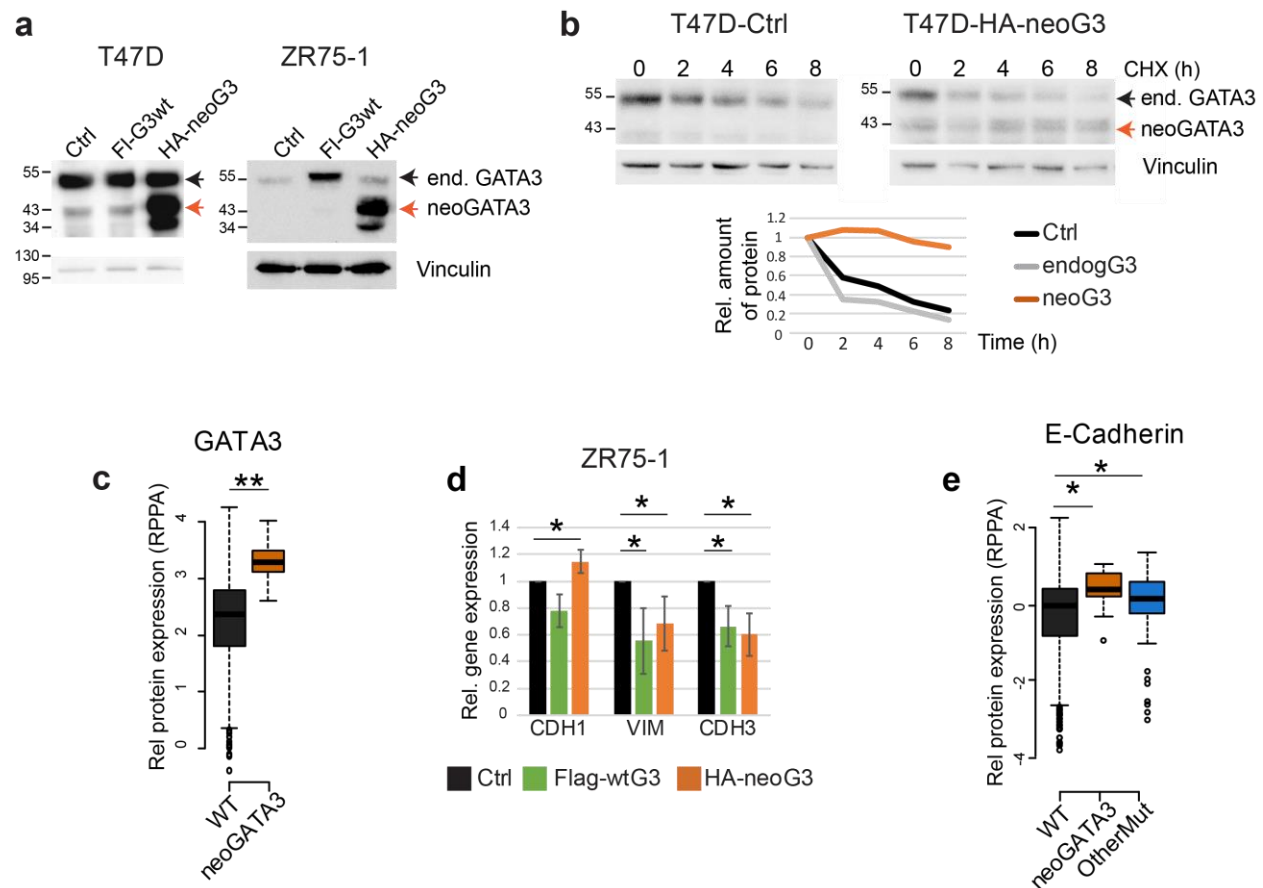 a
T47D
ZR75-1
Ctrl
Fl-G3wt
HA-neoG3
Ctrl
Fl-G3wt
HA-neoG3
55
43
34
130
95
55
43
34
end. GATA3
neoGATA3
Vinculin
b
T47D-Ctrl
T47D-HA-neoG3
0 2 4 6 8
0 2 4 6 8 CHX (h)
55
43
55
43
end. GATA3
neoGATA3
Vinculin
Rel. amount
of protein
1.2
1
0.8
0.6
0.4
0.2
0
0 2 4 6 8 Time (h)
Ctrl
endogG3
neoG3
c
GATA3
**
Rel protein expression (RPPA)
4
3
2
1
0
WT
neoGATA3
d
ZR75-1
Rel. gene expression
1.4
1.2
1
0.8
0.6
0.4
0.2
0
*
*
*
*
*
CDH1 VIM CDH3
Ctrl Flag-wtG3 HA-neoG3
e
E-Cadherin
*
*
Rel protein expression (RPPA)
2
0
-2
-4
WT
neoGATA3
OtherMut